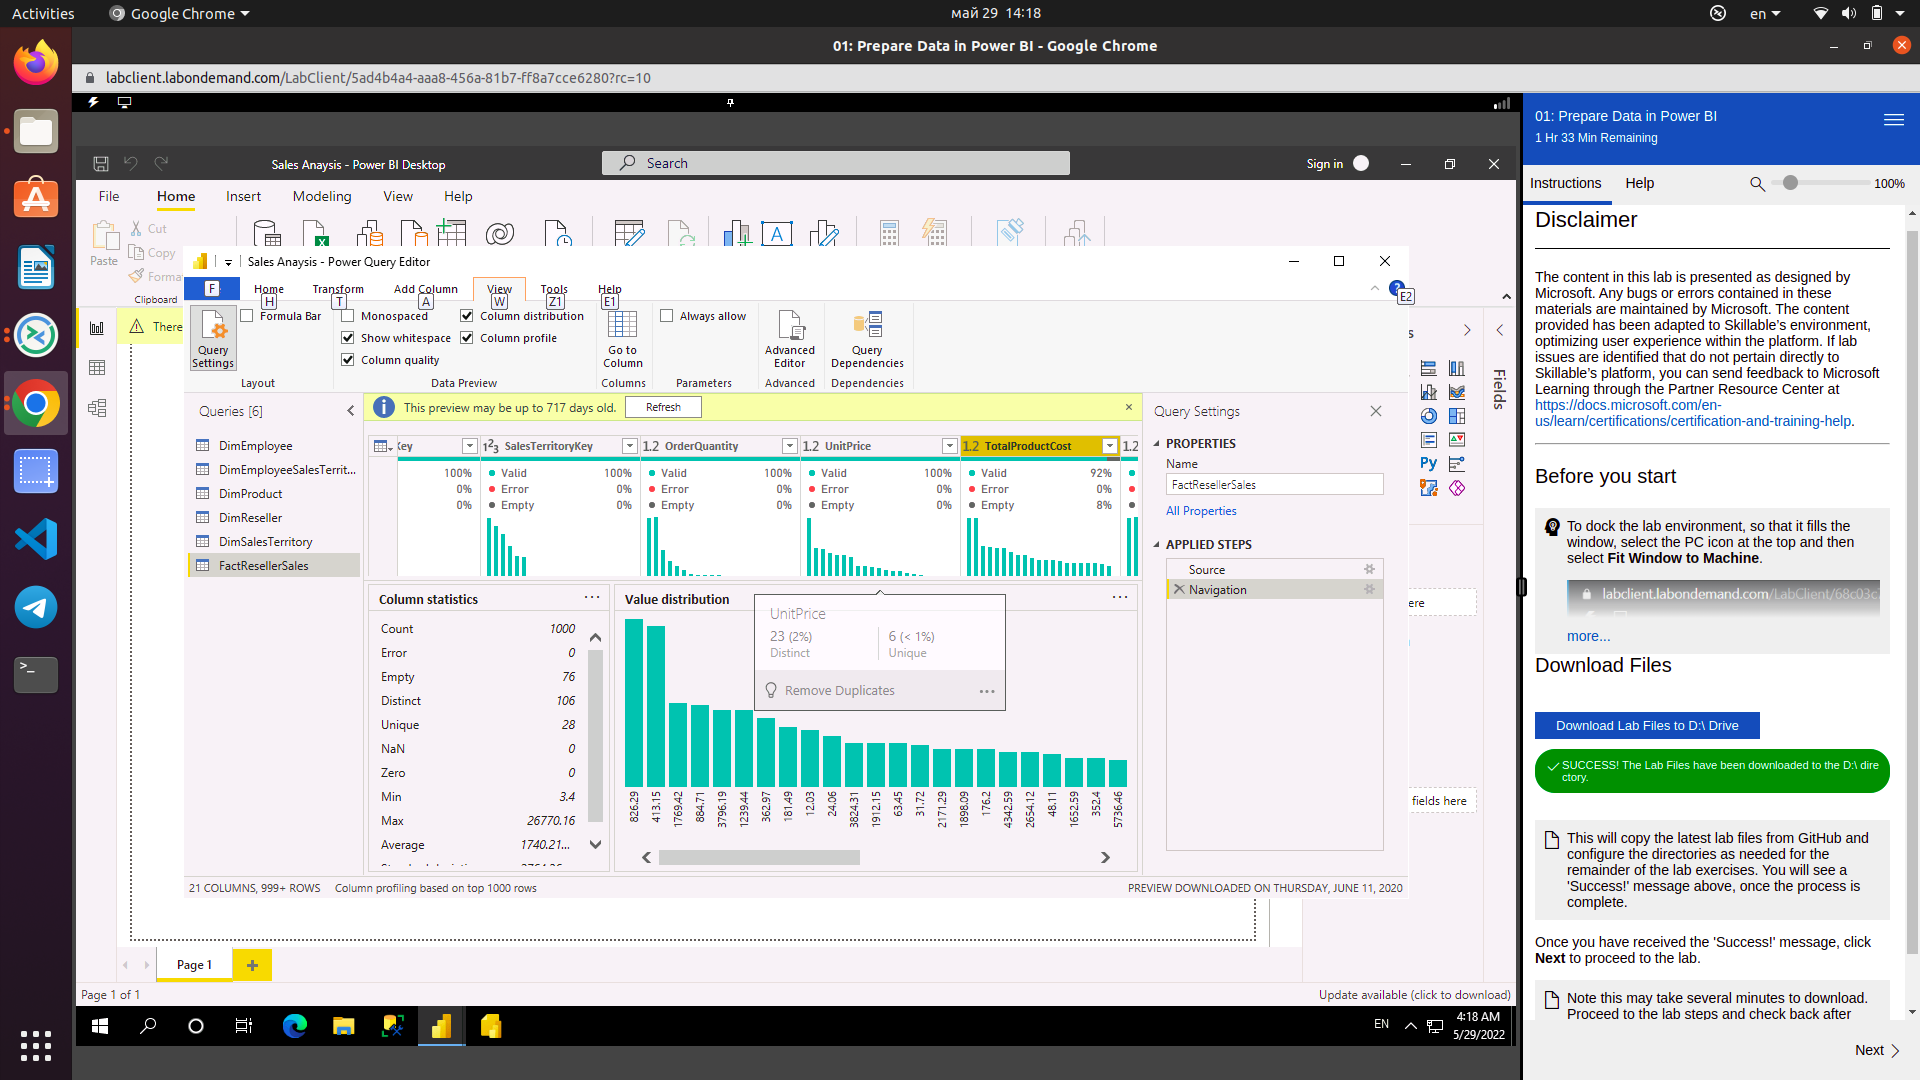 Activities
Google Chrome
май 29 14:18
en
01: Prepare Data in Power BI - Google Chrome
labclient.labondemand.com/LabClient/5ad4b4a4-aaa8-456a-81b7-ff8a7cce6280?rc=10
Sales Anaysis - Power BI Desktop
Search
Sign in
File
Home
Insert
Modeling
View
Help
Paste
Cut
Copy
Clipboard
There
Sales Anaysis - Power Query Editor
F
Home
H
Transform
T
Add Column
A
View
W
Tools
Z1
Help
E1
E2
Query Settings
Formula Bar
Layout
Monospaced
Show whitespace
Column quality
Column distribution
Column profile
Data Preview
Go to Column
Columns
Always allow
Parameters
Advanced Editor
Advanced
Query Dependencies
Dependencies
Queries [6]
DimEmployee
DimEmployeeSalesTerrit...
DimProduct
DimReseller
DimSalesTerritory
FactResellerSales
This preview may be up to 717 days old.
Refresh
Key
SalesTerritoryKey
1.2 OrderQuantity
1.2 UnitPrice
1.2 TotalProductCost
1.2
100%
Valid 100%
Valid 100%
Valid 100%
Valid 92%
0%
Error 0%
Error 0%
Error 0%
Error 0%
0%
Empty 0%
Empty 0%
Empty 0%
Empty 8%
Column statistics
Count 1000
Error 0
Empty 76
Distinct 106
Unique 28
NaN 0
Zero 0
Min 3.4
Max 26770.16
Average 1740.21...
Value distribution
UnitPrice
23 (2%)
Distinct
6 (< 1%)
Unique
Remove Duplicates
826.29
413.15
1769.42
884.71
3796.19
1239.44
362.97
181.49
12.03
24.06
3824.31
1912.15
63.45
31.72
2171.29
1898.09
176.2
4342.59
2654.12
48.11
1652.59
352.4
5736.46
Query Settings
PROPERTIES
Name
FactResellerSales
All Properties
APPLIED STEPS
Source
Navigation
21 COLUMNS, 999+ ROWS
Column profiling based on top 1000 rows
PREVIEW DOWNLOADED ON THURSDAY, JUNE 11, 2020
Py
Fields
ere
fields here
Page 1
Page 1 of 1
Update available (click to download)
EN
4:18 AM
5/29/2022
01: Prepare Data in Power BI
1 Hr 33 Min Remaining
Instructions
Help
100%
Disclaimer
The content in this lab is presented as designed by
Microsoft. Any bugs or errors contained in these
materials are maintained by Microsoft. The content
provided has been adapted to Skillable's environment,
optimizing user experience within the platform. If lab
issues are identified that do not pertain directly to
Skillable's platform, you can send feedback to Microsoft
Learning through the Partner Resource Center at
https://docs.microsoft.com/en-
us/learn/certifications/certification-and-training-help.
Before you start
To dock the lab environment, so that it fills the
window, select the PC icon at the top and then
select Fit Window to Machine.
labclient.labondemand.com/LabClient/68c03c
more...
Download Files
Download Lab Files to D:\ Drive
SUCCESS! The Lab Files have been downloaded to the D:\ dire
ctory.
This will copy the latest lab files from GitHub and
configure the directories as needed for the
remainder of the lab exercises. You will see a
'Success!' message above, once the process is
complete.
Once you have received the 'Success!' message, click
Next to proceed to the lab.
Note this may take several minutes to download.
Proceed to the lab steps and check back after
Next